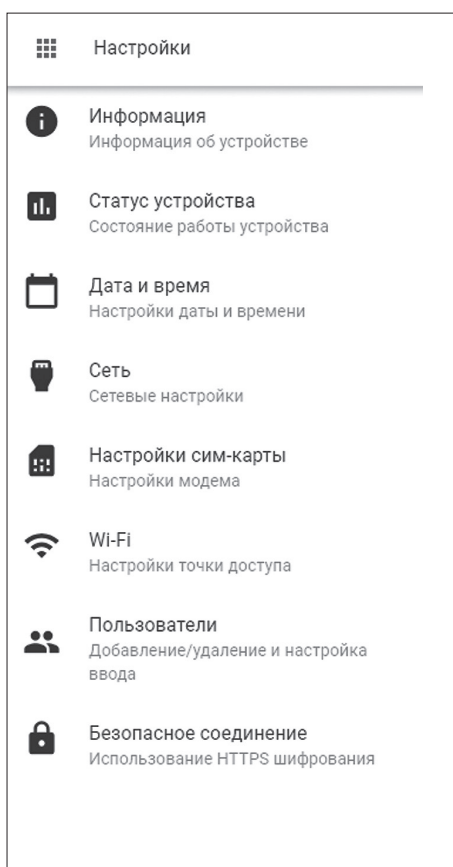 Настройки
Информация
Информация об устройстве
Статус устройства
Состояние работы устройства
Дата и время
Настройки даты и времени
Сеть
Сетевые настройки
Настройки сим-карты
Настройки модема
Wi-Fi
Настройки точки доступа
Пользователи
Добавление/удаление и настройка
ввода
Безопасное соединение
Использование HTTPS шифрования